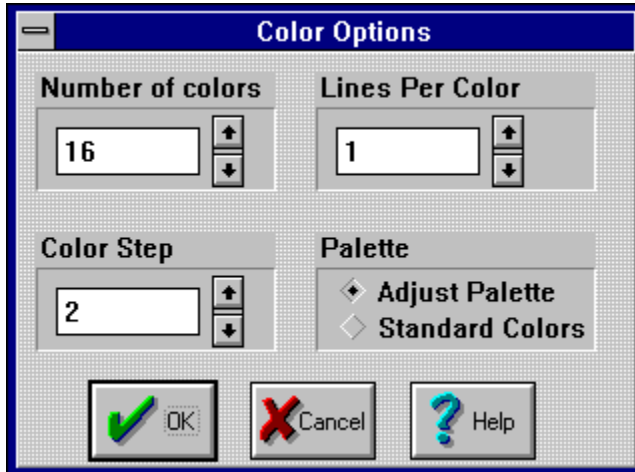 Color Options
Number of colors
Lines Per Color
16
1
Color Step
Palette
2
Adjust Palette
Standard Colors
OK
Cancel
Help